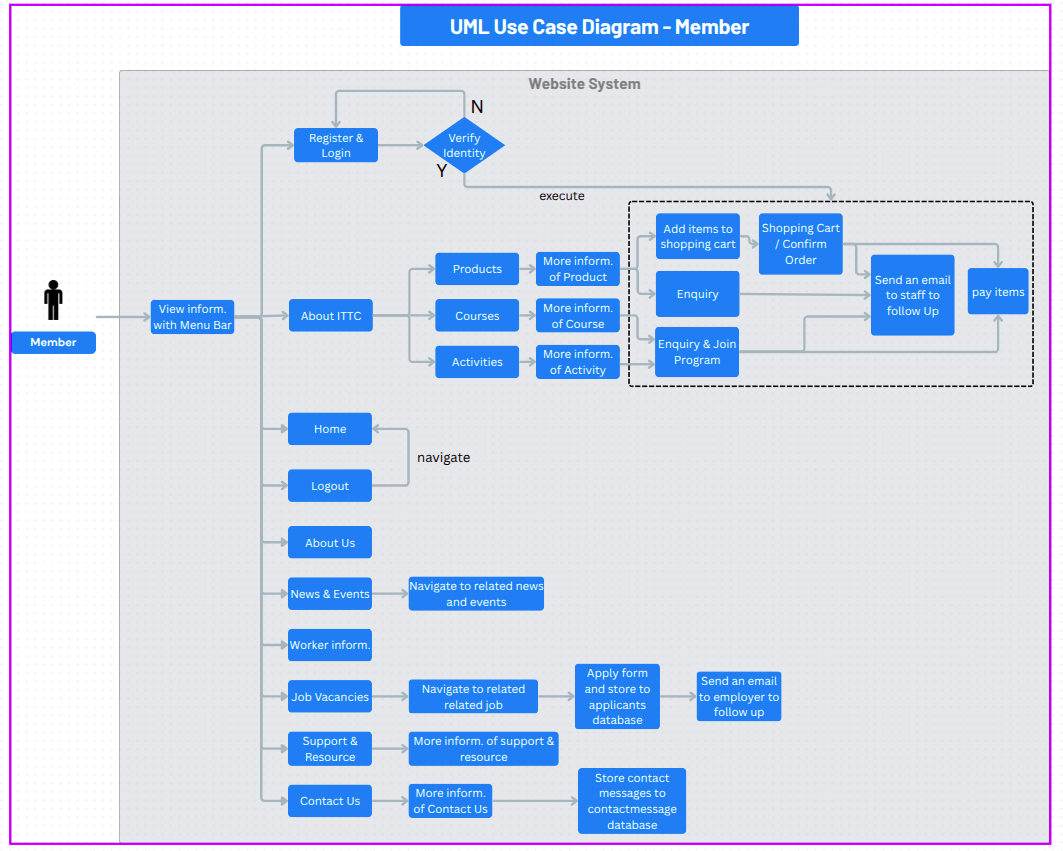 UML Use Case Diagram - Member
Website System
N
Register &
Login
Verify
Identity
Y
execute
Add items to
shopping cart
Shopping Cart
/ Confirm
Order
Products
More inform.
of Product
Enquiry
Send an email
to staff to
follow Up
pay items
View inform.
with Menu Bar
About ITTC
Courses
More inform.
of Course
Member
Enquiry & Join
Program
Activities
More inform.
of Activity
Home
navigate
Logout
About Us
News & Events
Navigate to related news
and events
Worker inform.
Job Vacancies
Navigate to related
related job
Apply form
and store to
applicants
database
Send an email
to employer to
follow up
Support &
Resource
More inform. of support &
resource
Contact Us
More inform.
of Contact Us
Store contact
messages to
contactmessage
database